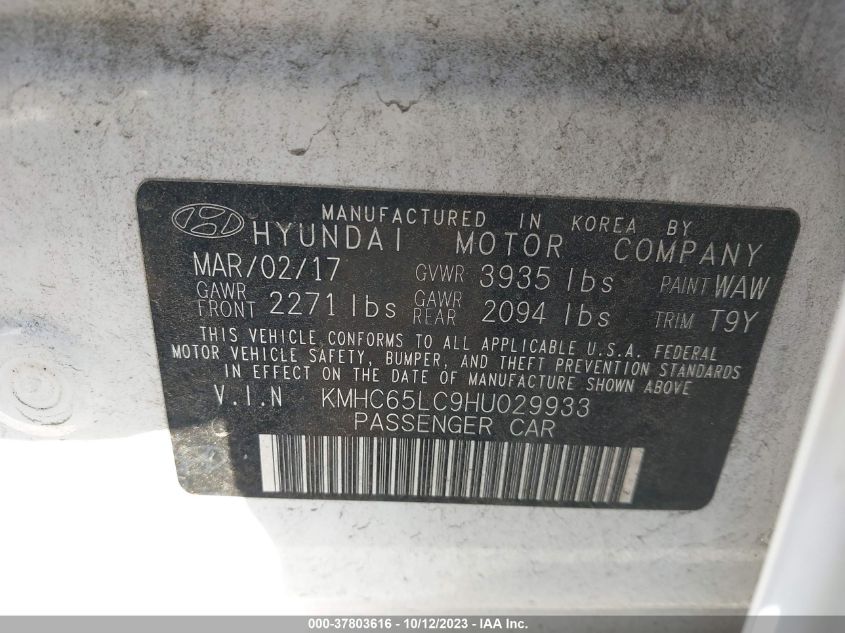 MANUFACTURED IN KOREA BY
HYUNDAI MOTOR COMPANY
MAR/02/17 GVWR 3935 lbs PAINT WAW
GAWR FRONT 2271 lbs GAWR REAR 2094 lbs TRIM T9Y
THIS VEHICLE CONFORMS TO ALL APPLICABLE U.S.A. FEDERAL
MOTOR VEHICLE SAFETY, BUMPER, AND THEFT PREVENTION STANDARDS
IN EFFECT ON THE DATE OF MANUFACTURE SHOWN ABOVE
V.I.N KMHC65LC9HU029933
PASSENGER CAR
000-37803616 - 10/12/2023 - IAA Inc.